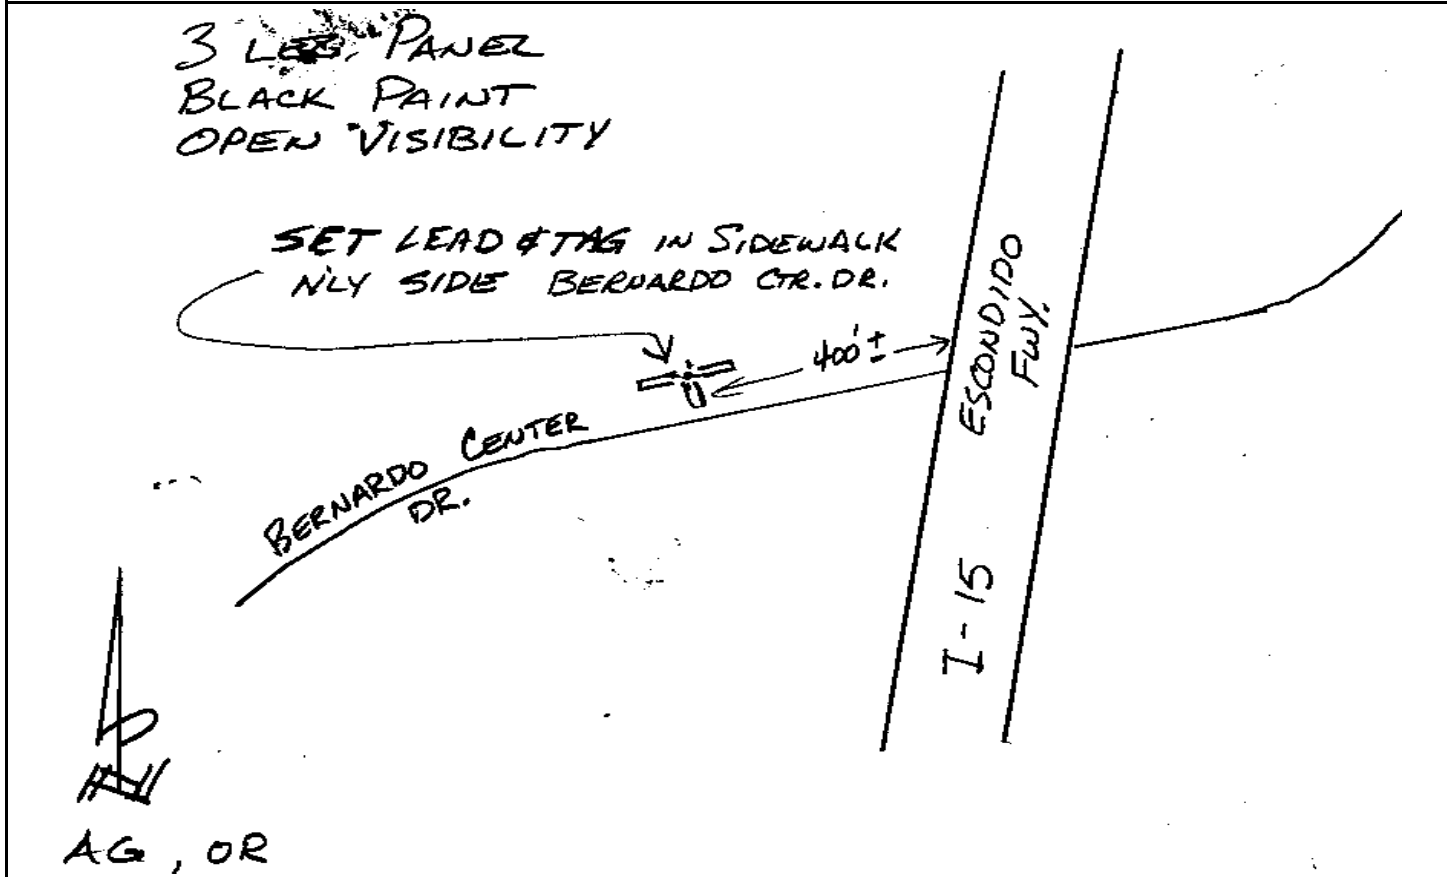 3 LEG PANEL
BLACK PAINT
OPEN VISIBILITY
SET LEAD & TAG IN SIDEWALK
NLY SIDE BERNARDO CTR. DR.
400' ±
ESCONDIDO
FWY.
BERNARDO CENTER
DR.
I-15
AG, OR